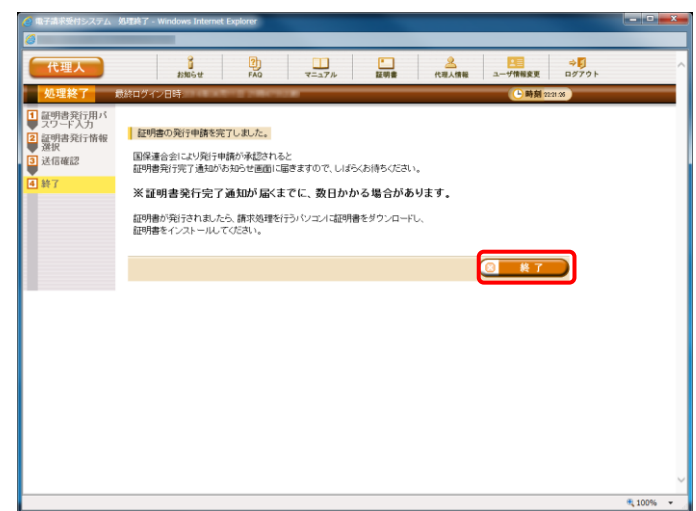 電子請求受付システム 処理終了 - Windows Internet Explorer
代理人
お知らせ
FAQ
マニュアル
証明書
代理人情報
ユーザ情報変更
ログアウト
処理終了 最終ログイン日時
時刻 22:21:26
1 証明書発行用パ
スワード入力
2 証明書発行情報
選択
3 送信確認
4 終了
証明書の発行申請を完了しました。
国保連合会により発行申請が承認されると
証明書発行完了通知がお知らせ画面に届きますので、しばらくお待ちください。
※証明書発行完了通知が届くまでに、数日かかる場合があります。
証明書が発行されましたら、請求処理を行うパソコンに証明書をダウンロードし、
証明書をインストールしてください。
終了
100%